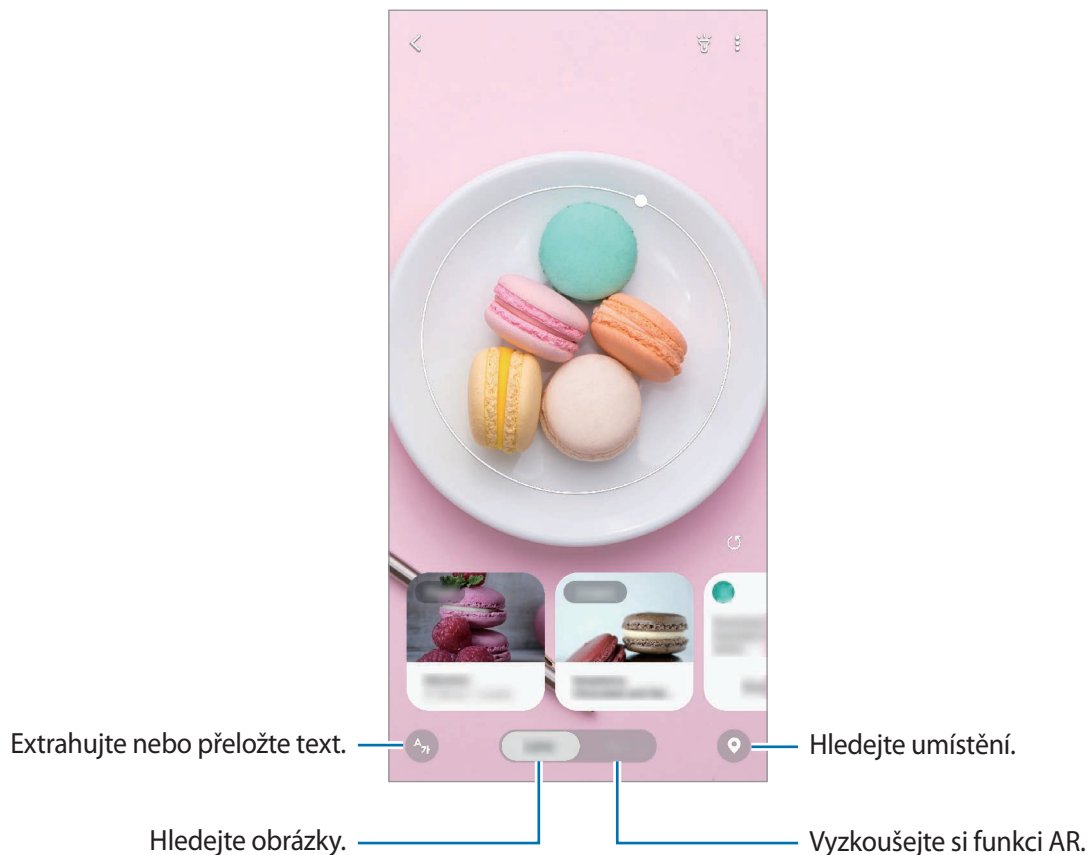 Extrahujte nebo přeložte text.
Hledejte umístění.
Hledejte obrázky.
Vyzkoušejte si funkci AR.